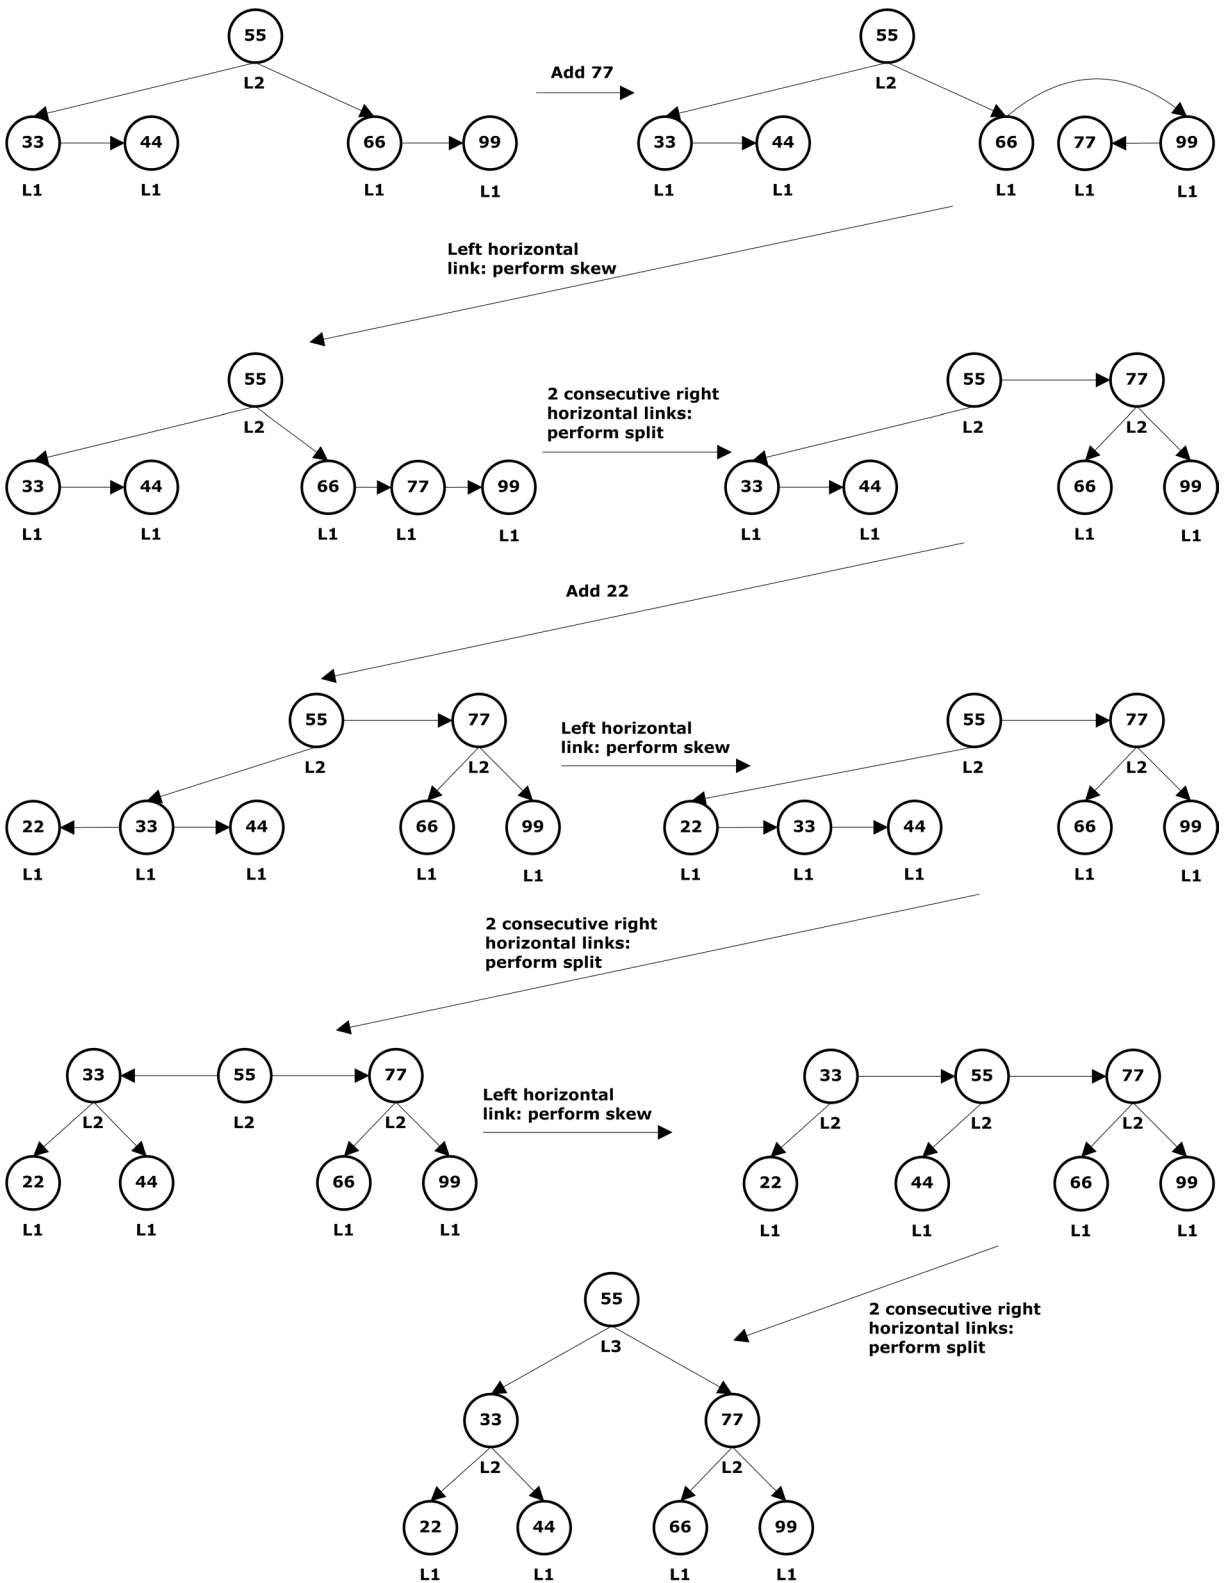 55 55
Add 77
L2 L2
33 44 66 99 33 44 66 77 99
L1 L1 L1 L1 L1 L1 L1 L1 L1
Left horizontal
link: perform skew
55 55 77
2 consecutive right
horizontal links:
perform split
L2 L2 L2
33 44 66 77 99 33 44 66 99
L1 L1 L1 L1 L1 L1 L1 L1 L1
Add 22
55 77 55 77
Left horizontal
link: perform skew
L2 L2 L2 L2
22 33 44 66 99 22 33 44 66 99
L1 L1 L1 L1 L1 L1 L1 L1 L1 L1
2 consecutive right
horizontal links:
perform split
33 55 77 33 55 77
Left horizontal
link: perform skew
L2 L2 L2 L2 L2 L2
22 44 66 99 22 44 66 99
L1 L1 L1 L1 L1 L1 L1 L1
55
2 consecutive right
horizontal links:
perform split
L3
33 77
L2 L2
22 44 66 99
L1 L1 L1 L1